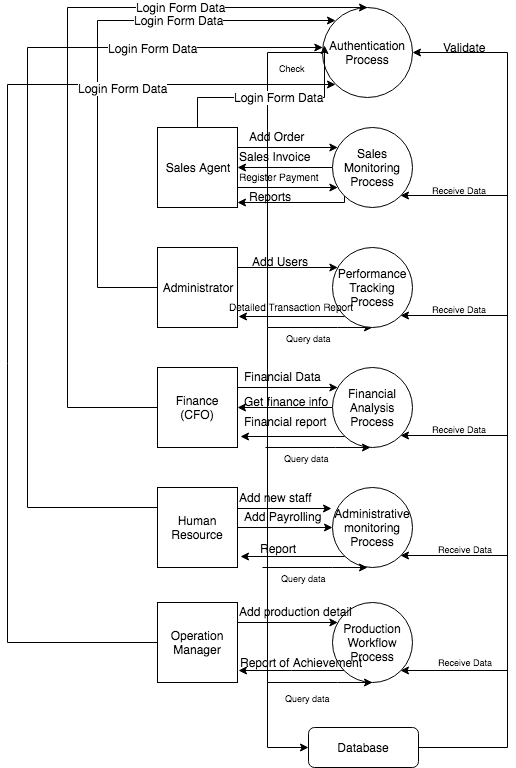 Login Form Data
Login Form Data
Login Form Data
Authentication
Process
Validate
Check
Login Form Data
Login Form Data
Sales Agent
Add Order
Sales Invoice
Register Payment
Reports
Sales
Monitoring
Process
Receive Data
Administrator
Add Users
Detailed Transaction Report
Query data
Performance
Tracking
Process
Receive Data
Finance
(CFO)
Financial Data
Get finance info
Financial report
Query data
Financial
Analysis
Process
Receive Data
Human
Resource
Add new staff
Add Payrolling
Report
Query data
Administrative
monitoring
Process
Receive Data
Operation
Manager
Add production detail
Report of Achievement
Query data
Production
Workflow
Process
Receive Data
Database